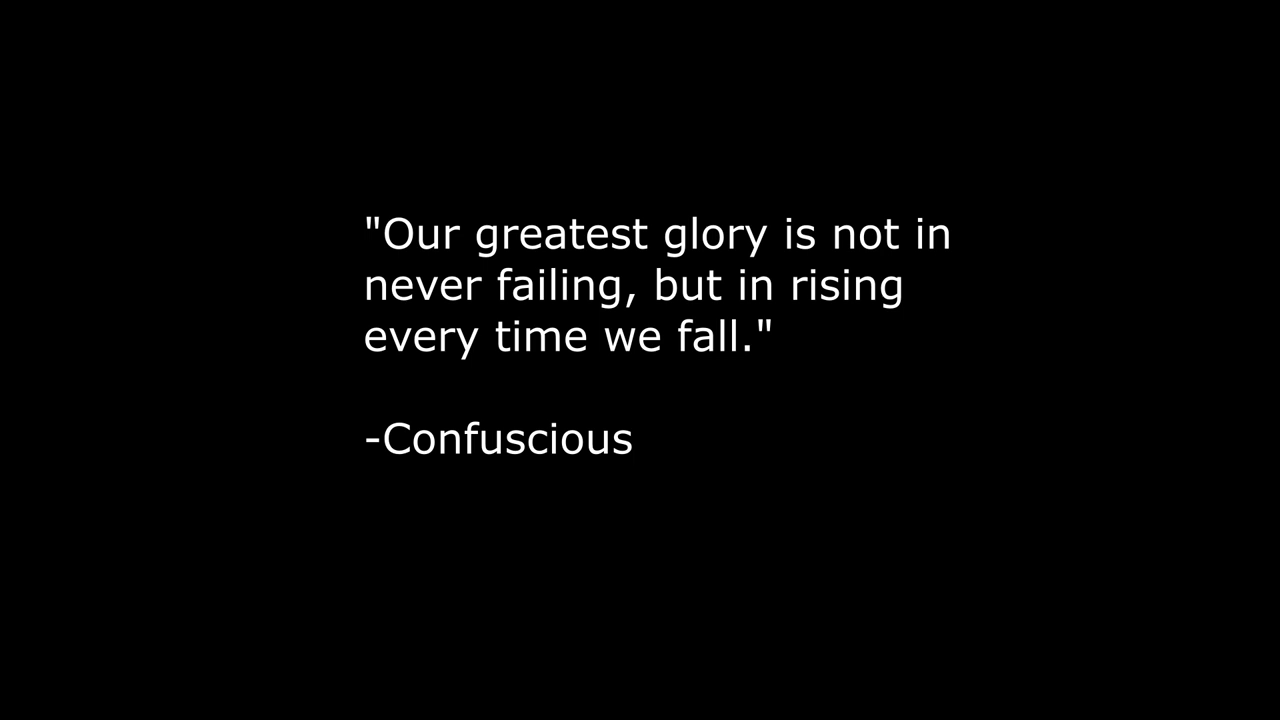 "Our greatest glory is not in
never failing, but in rising
every time we fall."
-Confuscious